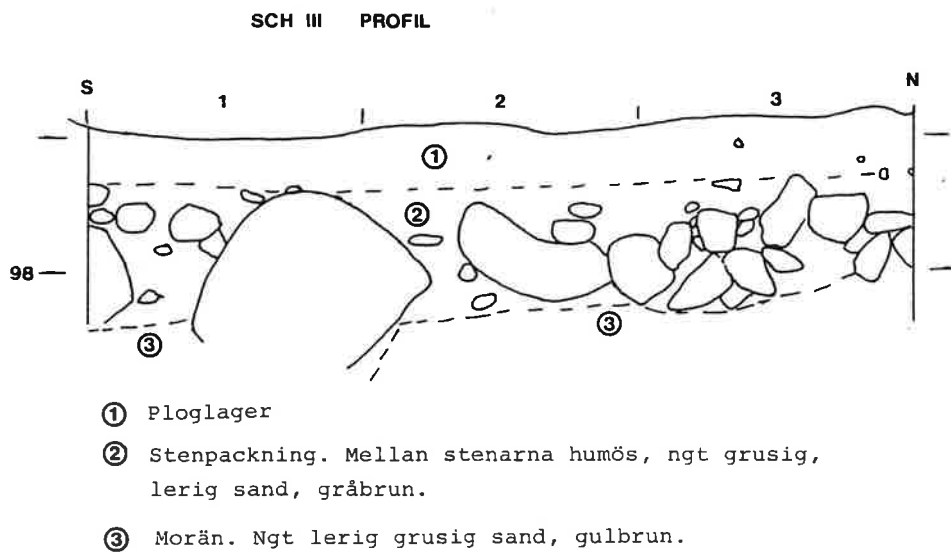 SCH III PROFIL
S N
1 2 3
①
②
98
③ ③
① Ploglager
② Stenpackning. Mellan stenarna humös, ngt grusig,
lerig sand, gråbrun.
③ Morän. Ngt lerig grusig sand, gulbrun.